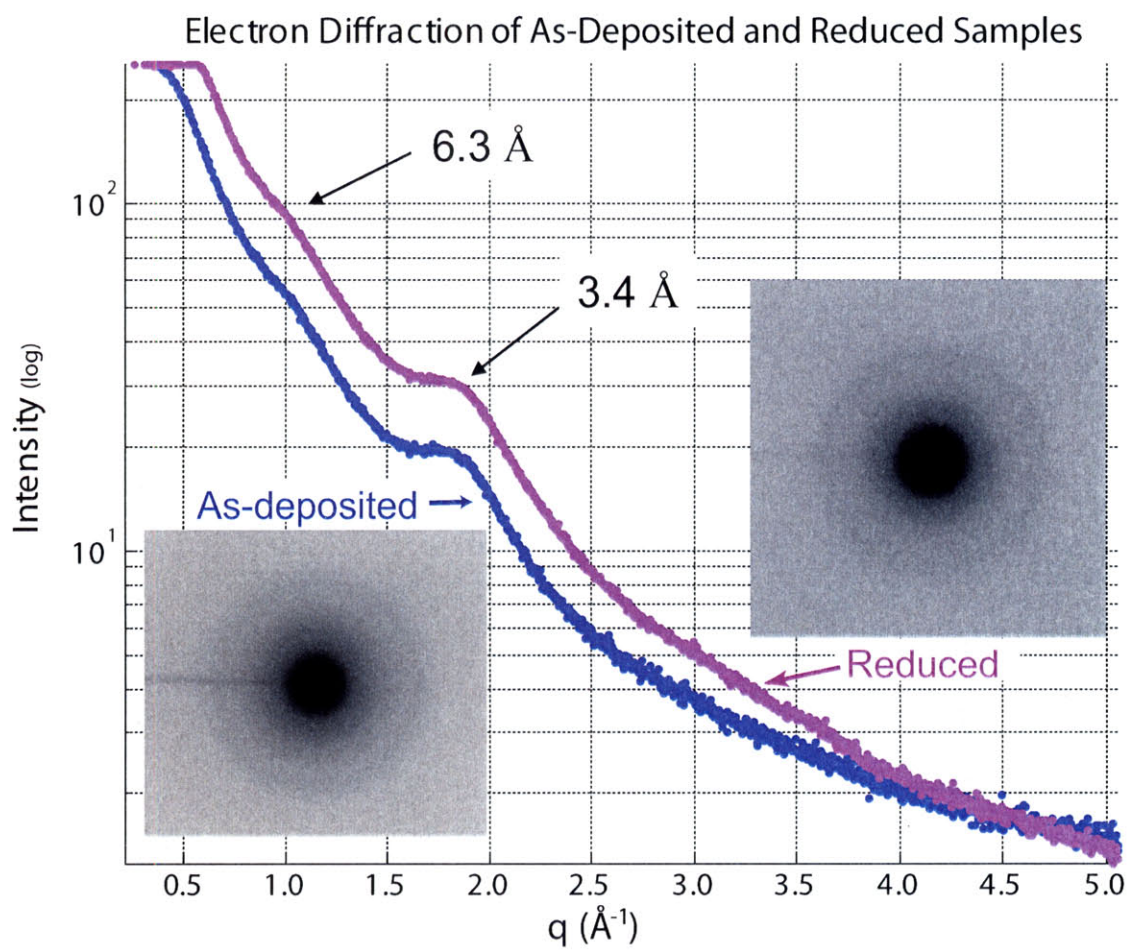 Electron Diffraction of As-Deposited and Reduced Samples
6.3 Å
10²
3.4 Å
Intensity (log)
As-deposited
10¹
Reduced
0.5 1.0 1.5 2.0 2.5 3.0 3.5 4.0 4.5 5.0
q (Å⁻¹)